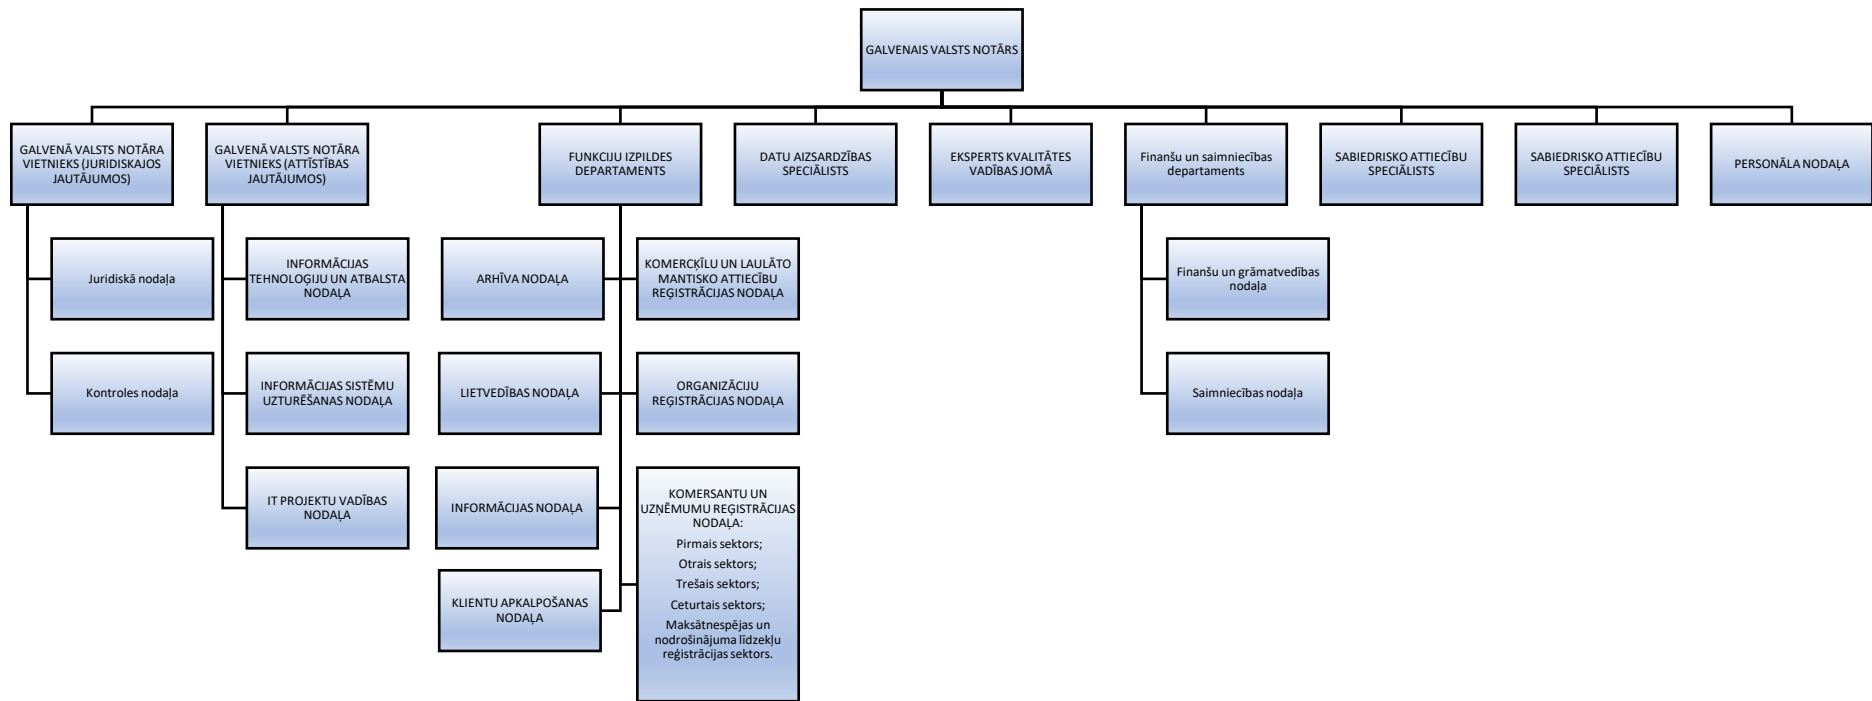 GALVENAIS VALSTS NOTĀRS
GALVENĀ VALSTS NOTĀRA
VIETNIEKS (JURIDISKAJOS
JAUTĀJUMOS)
GALVENĀ VALSTS NOTĀRA
VIETNIEKS (ATTĪSTĪBAS
JAUTĀJUMOS)
FUNKCIJU IZPILDES
DEPARTAMENTS
DATU AIZSARDZĪBAS
SPECIĀLISTS
EKSPERTS KVALITĀTES
VADĪBAS JOMĀ
Finanšu un saimniecības
departaments
SABIEDRISKO ATTIECĪBU
SPECIĀLISTS
SABIEDRISKO ATTIECĪBU
SPECIĀLISTS
PERSONĀLA NODAĻA
Juridiskā nodaļa
Kontroles nodaļa
INFORMĀCIJAS
TEHNOLOĢIJU UN ATBALSTA
NODAĻA
INFORMĀCIJAS SISTĒMU
UZTURĒŠANAS NODAĻA
IT PROJEKTU VADĪBAS
NODAĻA
ARHĪVA NODAĻA
KOMERCĶĪLU UN LAULĀTO
MANTISKO ATTIECĪBU
REĢISTRĀCIJAS NODAĻA
LIETVEDĪBAS NODAĻA
ORGANIZĀCIJU
REĢISTRĀCIJAS NODAĻA
INFORMĀCIJAS NODAĻA
KOMERSANTU UN
UZŅĒMUMU REĢISTRĀCIJAS
NODAĻA:
Pirmais sektors;
Otrais sektors;
Trešais sektors;
Ceturtais sektors;
Maksātnespējas un
nodrošinājuma līdzekļu
reģistrācijas sektors.
KLIENTU APKALPOŠANAS
NODAĻA
Finanšu un grāmatvedības
nodaļa
Saimniecības nodaļa